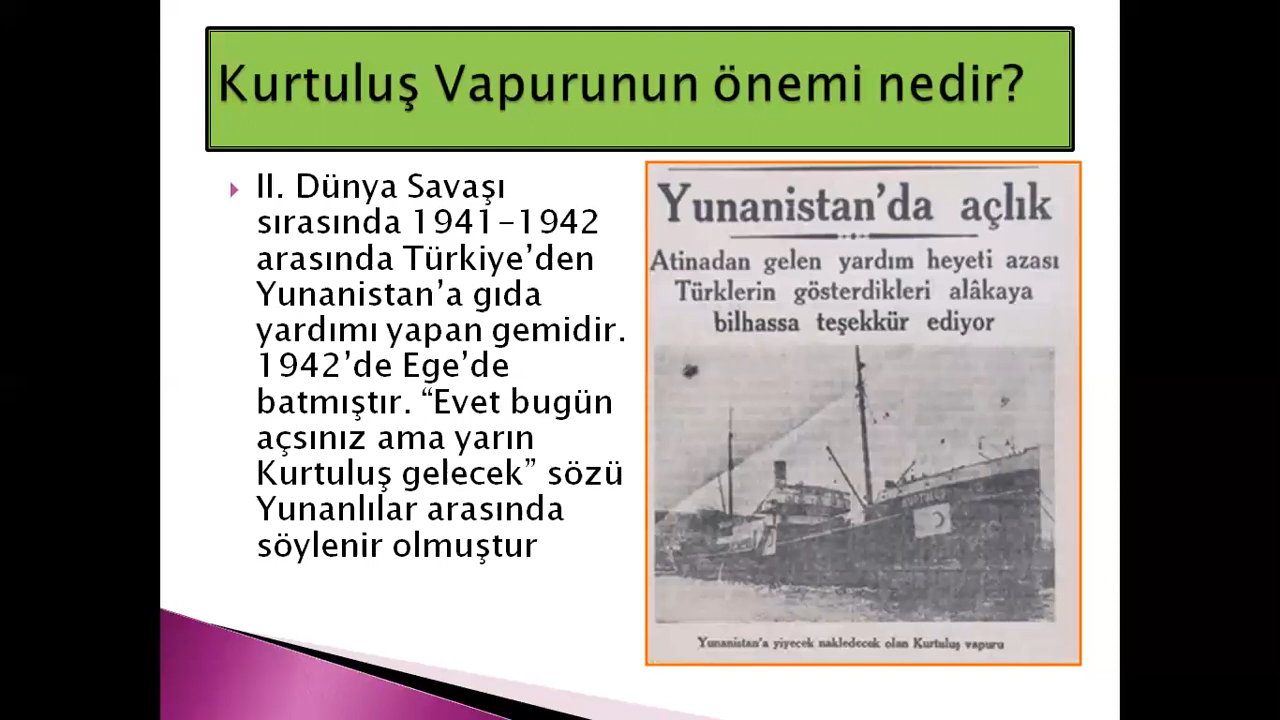 Kurtuluş Vapurunun önemi nedir?
II. Dünya Savaşı
sırasında 1941-1942
arasında Türkiye’den
Yunanistan’a gıda
yardımı yapan gemidir.
1942’de Ege’de
batmıştır. “Evet bugün
açsınız ama yarın
Kurtuluş gelecek” sözü
Yunanlılar arasında
söylenir olmuştur
Yunanistan’da açlık
Atinadan gelen yardım heyeti azası
Türklerin gösterdikleri alâkaya
bilhassa teşekkür ediyor
Yunanistan’a yiyecek nakledecek olan Kurtuluş vapuru